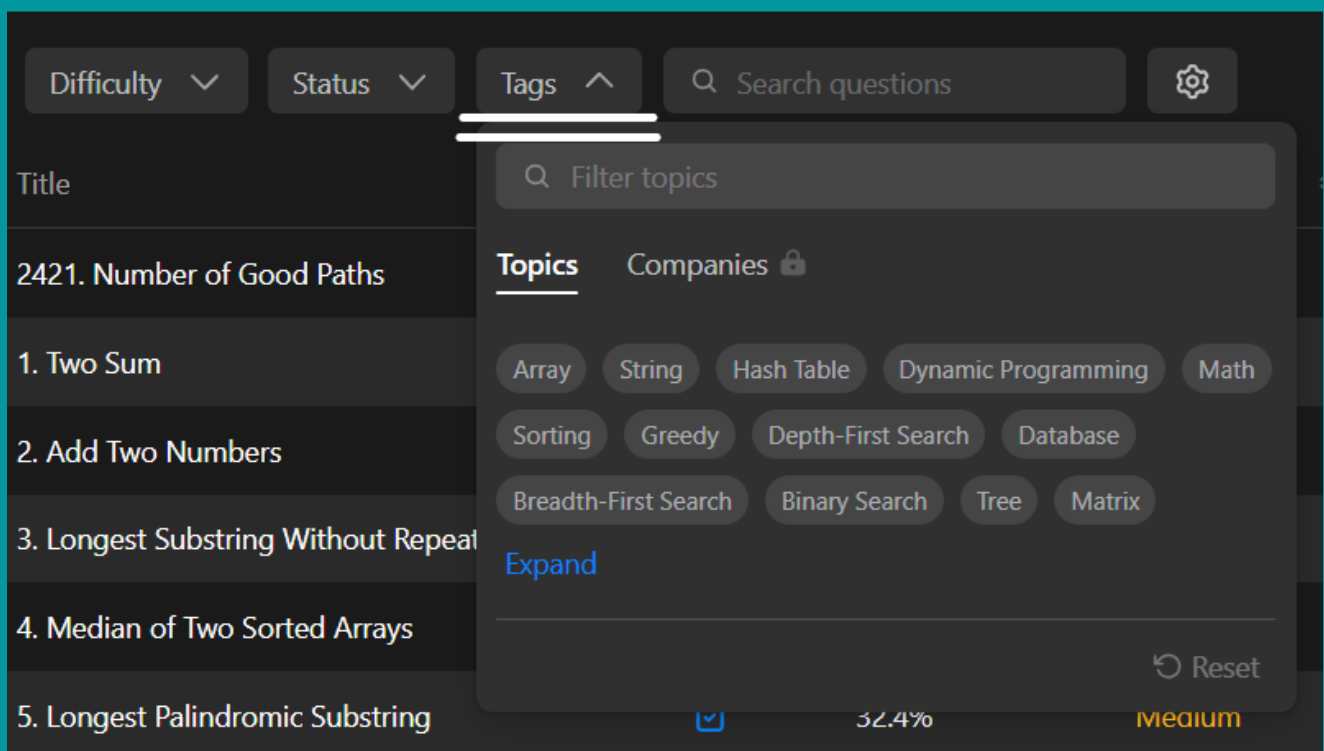 Difficulty Status Tags Search questions
Filter topics
Title
Topics Companies
2421. Number of Good Paths
1. Two Sum
Array String Hash Table Dynamic Programming Math
2. Add Two Numbers
Sorting Greedy Depth-First Search Database
Breadth-First Search Binary Search Tree Matrix
3. Longest Substring Without Repeat
Expand
4. Median of Two Sorted Arrays
Reset
5. Longest Palindromic Substring 32.4% Medium